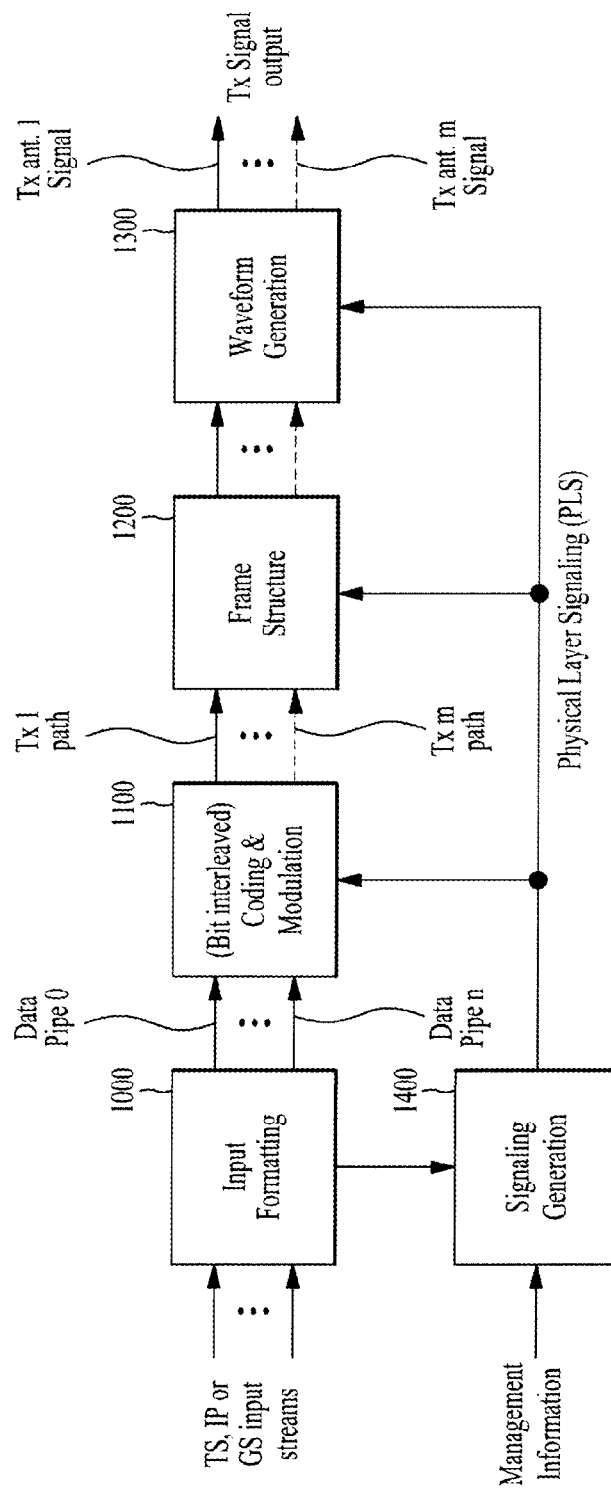 TS, IP or
GS input
streams
1000
Input
Formatting
Data
Pipe 0
Data
Pipe n
1100
(Bit interleaved)
Coding &
Modulation
Tx 1
path
Tx m
path
1200
Frame
Structure
1300
Waveform
Generation
Tx ant. 1
Signal
Tx Signal
output
Tx ant. m
Signal
Management
Information
1400
Signaling
Generation
Physical Layer Signaling (PLS)